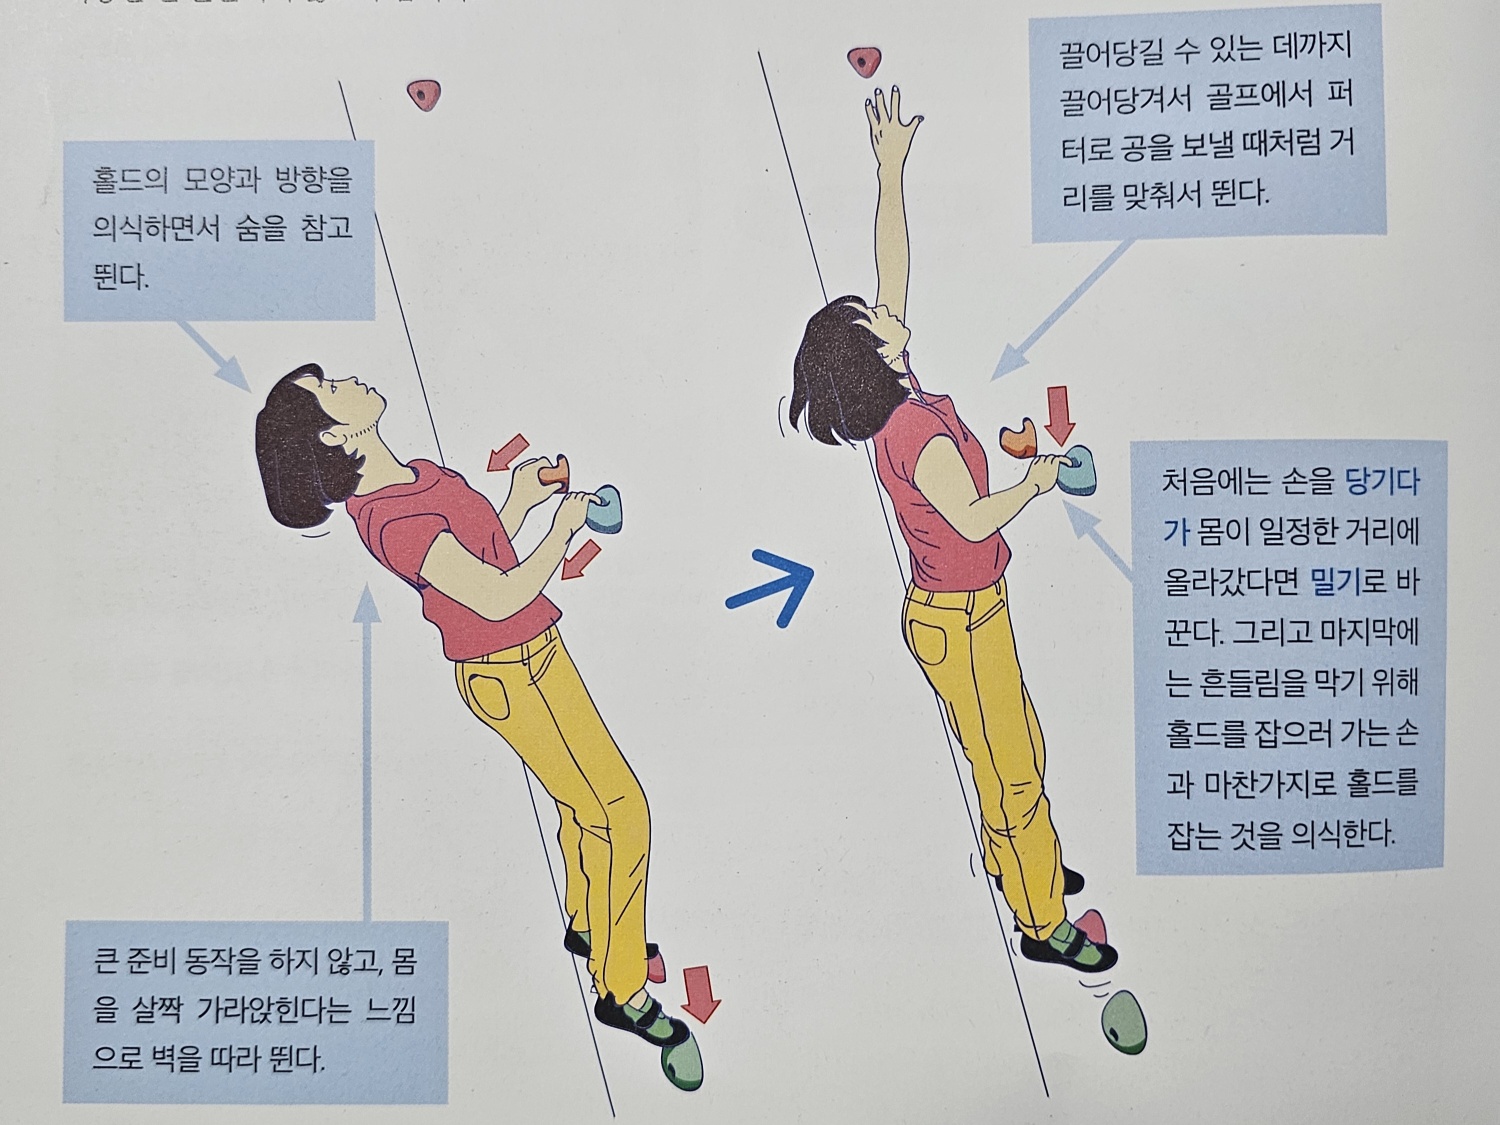 홀드의 모양과 방향을
의식하면서 숨을 참고
뛴다.
끌어당길 수 있는 데까지
끌어당겨서 골프에서 퍼
터로 공을 보낼 때처럼 거
리를 맞춰서 뛴다.
처음에는 손을 당기다
가 몸이 일정한 거리에
올라갔다면 밀기로 바
꾼다. 그리고 마지막에
는 흔들림을 막기 위해
홀드를 잡으러 가는 손
과 마찬가지로 홀드를
잡는 것을 의식한다.
큰 준비 동작을 하지 않고, 몸
을 살짝 가라앉힌다는 느낌
으로 벽을 따라 뛴다.